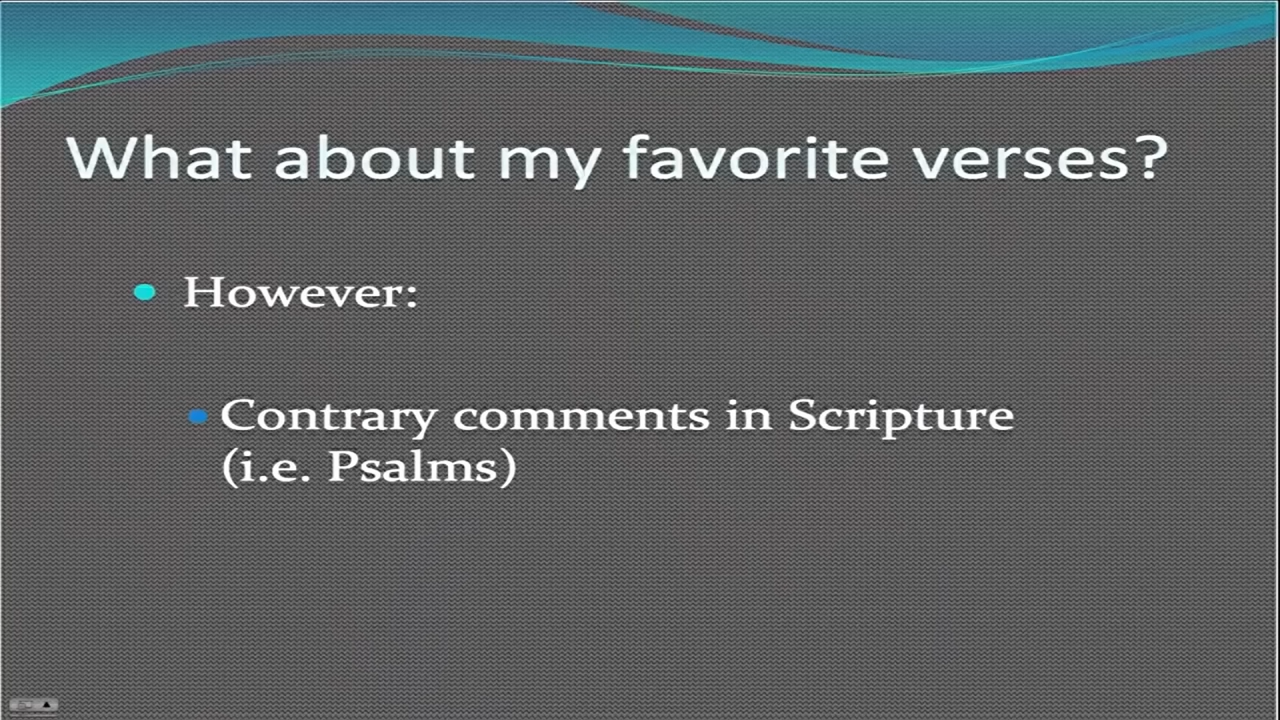 What about my favorite verses?
However:
Contrary comments in Scripture
(i.e. Psalms)